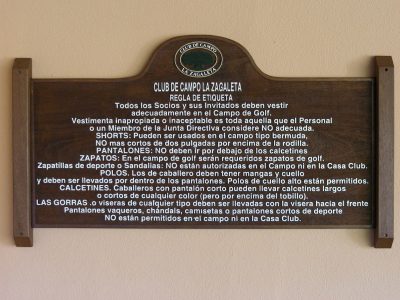 CLUB DE CAMPO
LA ZAGALETA
CLUB DE CAMPO LA ZAGALETA
REGLA DE ETIQUETA
Todos los Socios y sus Invitados deben vestir
adecuadamente en el Campo de Golf.
Vestimenta inapropiada o inaceptable es toda aquella que el Personal
o un Miembro de la Junta Directiva considere NO adecuada.
SHORTS: Pueden ser usados en el campo tipo bermuda,
NO mas cortos de dos pulgadas por encima de la rodilla.
PANTALONES: NO deben ir por debajo de los calcetines
ZAPATOS: En el campo de golf serán requeridos zapatos de golf.
Zapatillas de deporte o Sandalias: NO están autorizadas en el Campo ni en la Casa Club.
POLOS. Los de caballero deben tener mangas y cuello
y deben ser llevados por dentro de los pantalones. Polos de cuello alto están permitidos.
CALCETINES. Caballeros con pantalón corto pueden llevar calcetines largos
o cortos de cualquier color (pero por encima del tobillo).
LAS GORRAS .o viseras de cualquier tipo deben ser llevadas con la visera hacia el frente
Pantalones vaqueros, chándals, camisetas o pantalones cortos de deporte
NO están permitidos en el campo ni en la Casa Club.